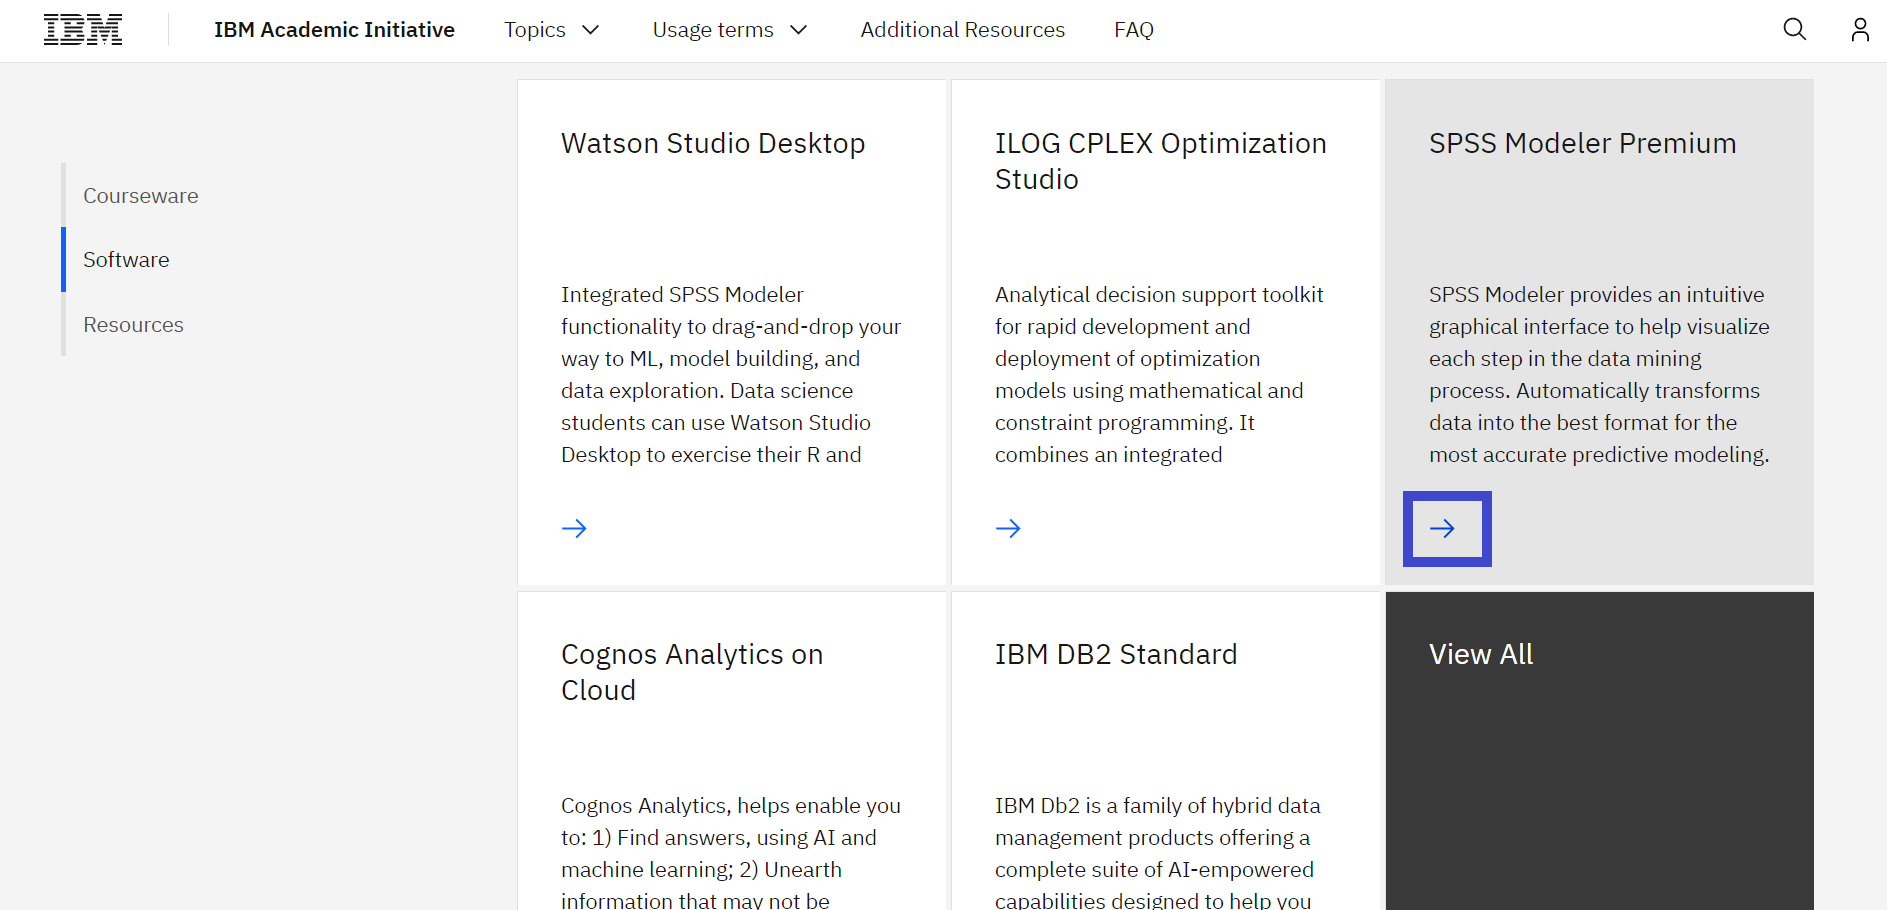 IBM
IBM Academic Initiative
Topics
Usage terms
Additional Resources
FAQ
Courseware
Software
Resources
Watson Studio Desktop
Integrated SPSS Modeler
functionality to drag-and-drop your
way to ML, model building, and
data exploration. Data science
students can use Watson Studio
Desktop to exercise their R and
ILOG CPLEX Optimization
Studio
Analytical decision support toolkit
for rapid development and
deployment of optimization
models using mathematical and
constraint programming. It
combines an integrated
SPSS Modeler Premium
SPSS Modeler provides an intuitive
graphical interface to help visualize
each step in the data mining
process. Automatically transforms
data into the best format for the
most accurate predictive modeling.
Cognos Analytics on
Cloud
Cognos Analytics, helps enable you
to: 1) Find answers, using AI and
machine learning; 2) Unearth
information that may not be
IBM DB2 Standard
IBM Db2 is a family of hybrid data
management products offering a
complete suite of AI-empowered
capabilities designed to help you
View All